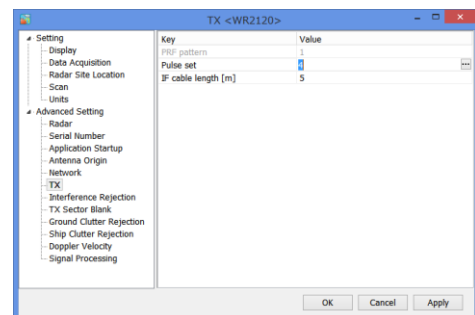 TX <WR2120>
Setting
Display
Data Acquisition
Radar Site Location
Scan
Units
Advanced Setting
Radar
Serial Number
Application Startup
Antenna Origin
Network
TX
Interference Rejection
TX Sector Blank
Ground Clutter Rejection
Ship Clutter Rejection
Doppler Velocity
Signal Processing
Key Value
PRF pattern 1
Pulse set 4 ...
IF cable length [m] 5
OK Cancel Apply